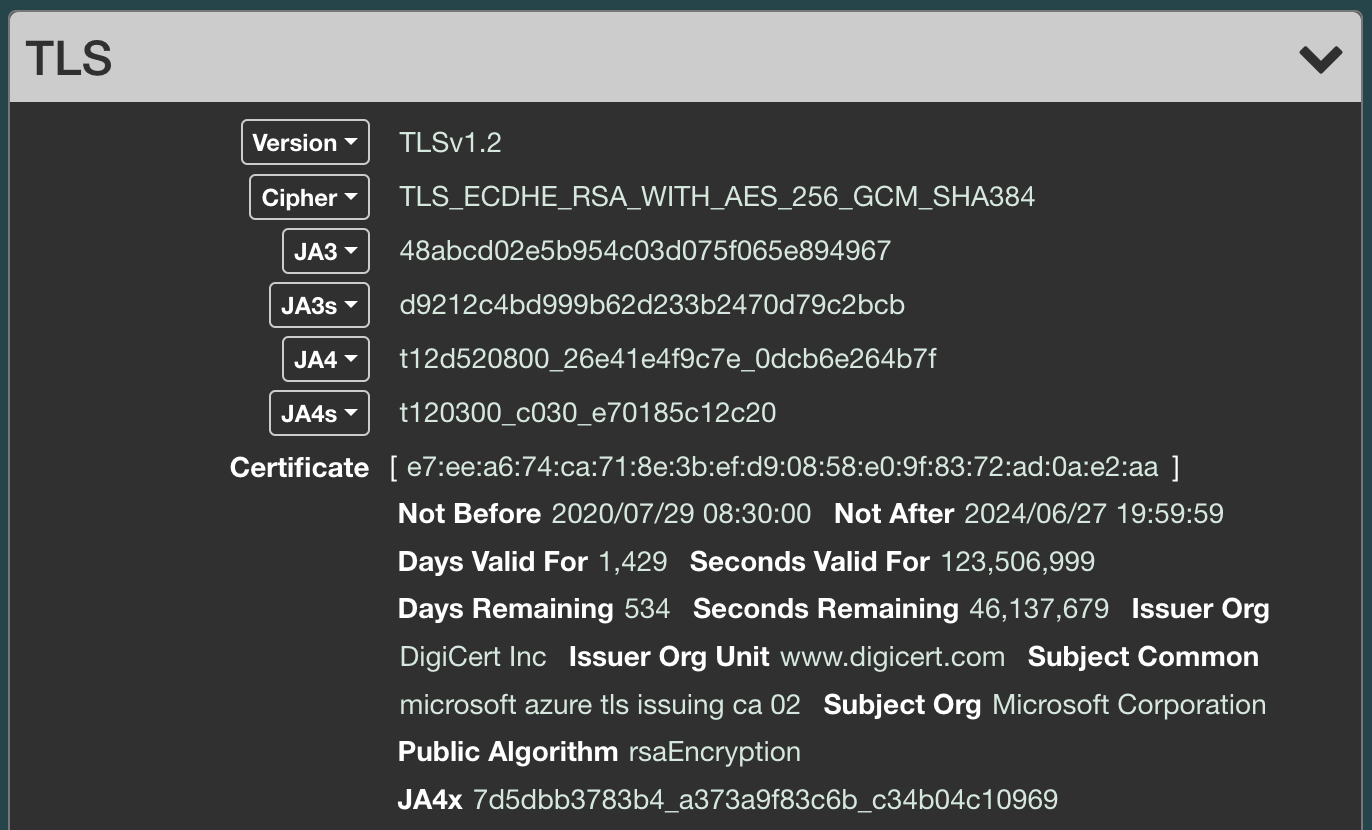 TLS
Version TLSv1.2
Cipher TLS_ECDHE_RSA_WITH_AES_256_GCM_SHA384
JA3 48abcd02e5b954c03d075f065e894967
JA3s d9212c4bd999b62d233b2470d79c2bcb
JA4 t12d520800_26e41e4f9c7e_0dcb6e264b7f
JA4s t120300_c030_e70185c12c20
Certificate [ e7:ee:a6:74:ca:71:8e:3b:ef:d9:08:58:e0:9f:83:72:ad:0a:e2:aa ]
Not Before 2020/07/29 08:30:00 Not After 2024/06/27 19:59:59
Days Valid For 1,429 Seconds Valid For 123,506,999
Days Remaining 534 Seconds Remaining 46,137,679 Issuer Org
DigiCert Inc Issuer Org Unit www.digicert.com Subject Common
microsoft azure tls issuing ca 02 Subject Org Microsoft Corporation
Public Algorithm rsaEncryption
JA4x 7d5dbb3783b4_a373a9f83c6b_c34b04c10969